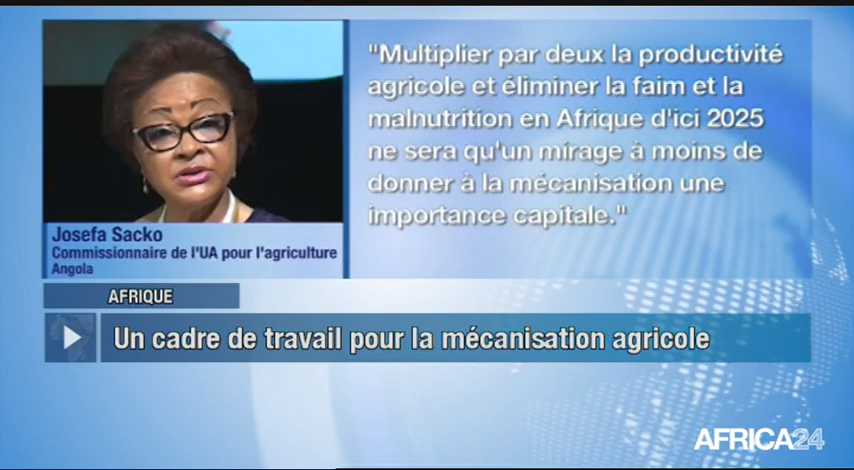 "Multiplier par deux la productivité
agricole et éliminer la faim et la
malnutrition en Afrique d'ici 2025
ne sera qu'un mirage à moins de
donner à la mécanisation une
importance capitale."
Josefa Sacko
Commissionnaire de l'UA pour l'agriculture
Angola
AFRIQUE
Un cadre de travail pour la mécanisation agricole
AFRICA24